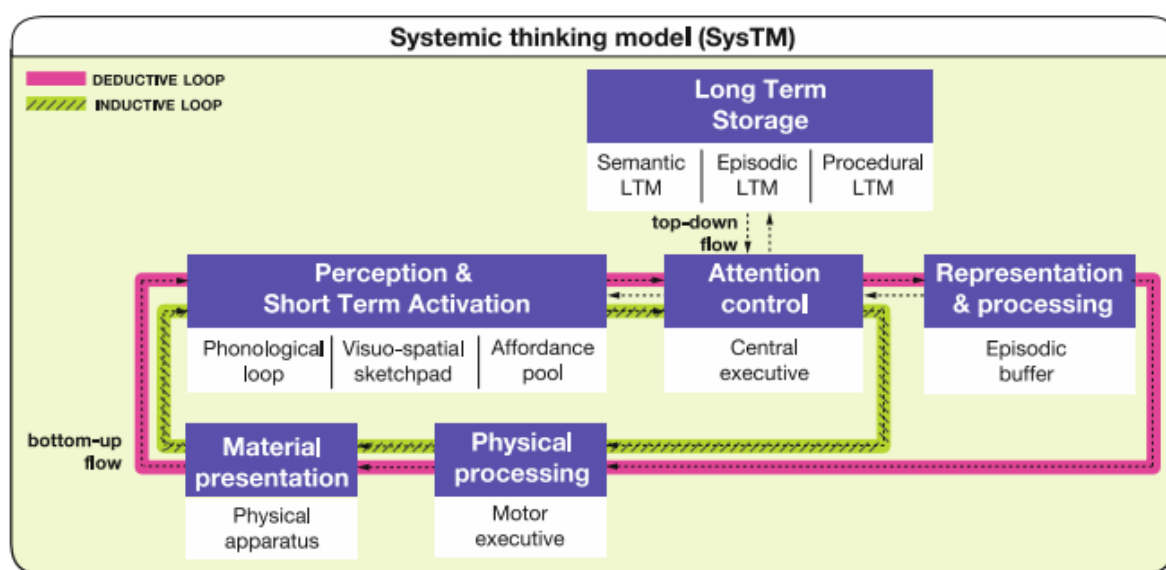 Systemic thinking model (SysTM)
DEDUCTIVE LOOP
INDUCTIVE LOOP
Long Term
Storage
Semantic
LTM
Episodic
LTM
Procedural
LTM
top-down
flow
Perception &
Short Term Activation
Phonological
loop
Visuo-spatial
sketchpad
Affordance
pool
Attention
control
Central
executive
Representation
& processing
Episodic
buffer
bottom-up
flow
Material
presentation
Physical
apparatus
Physical
processing
Motor
executive